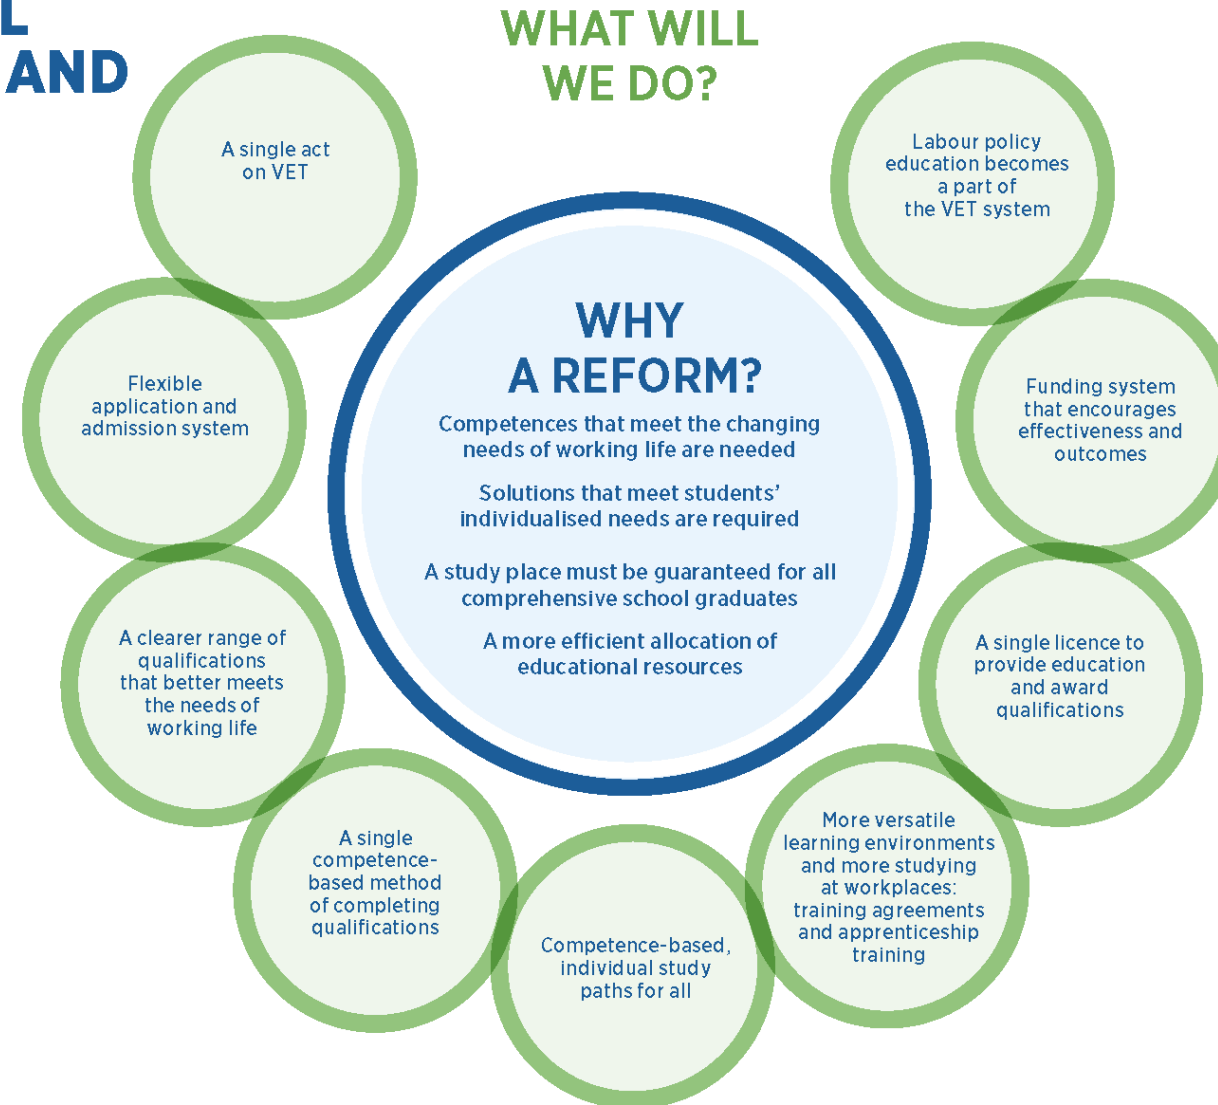 L
AND
WHAT WILL
WE DO?
A single act
on VET
Labour policy
education becomes
a part of
the VET system
Flexible
application and
admission system
WHY
A REFORM?
Competences that meet the changing
needs of working life are needed
Solutions that meet students'
individualised needs are required
A study place must be guaranteed for all
comprehensive school graduates
A more efficient allocation of
educational resources
Funding system
that encourages
effectiveness and
outcomes
A clearer range of
qualifications
that better meets
the needs of
working life
A single licence to
provide education
and award
qualifications
A single
competence-
based method
of completing
qualifications
Competence-based,
individual study
paths for all
More versatile
learning environments
and more studying
at workplaces:
training agreements
and apprenticeship
training